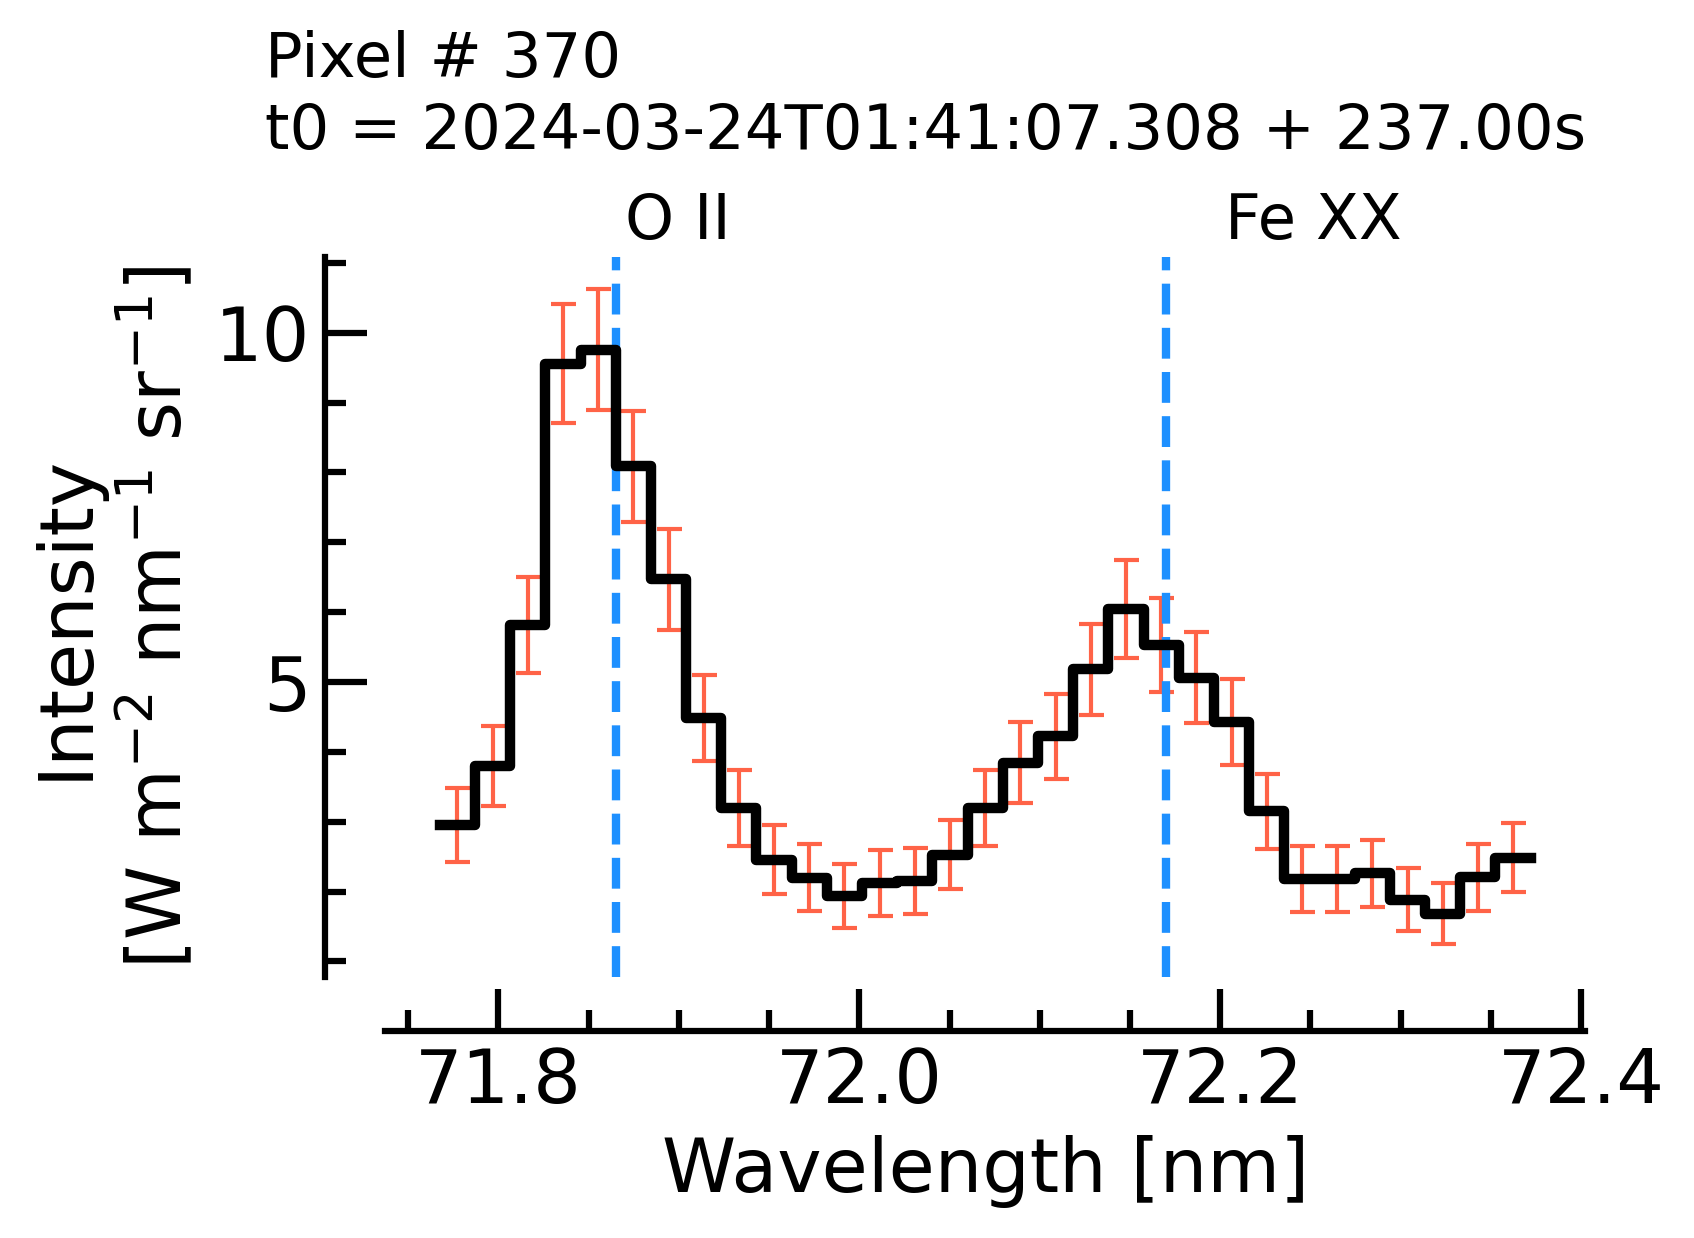 Pixel # 370
t0 = 2024-03-24T01:41:07.308 + 237.00s
O II
Fe XX
Intensity
[W m⁻² nm⁻¹ sr⁻¹]
10
5
71.8
72.0
72.2
72.4
Wavelength [nm]